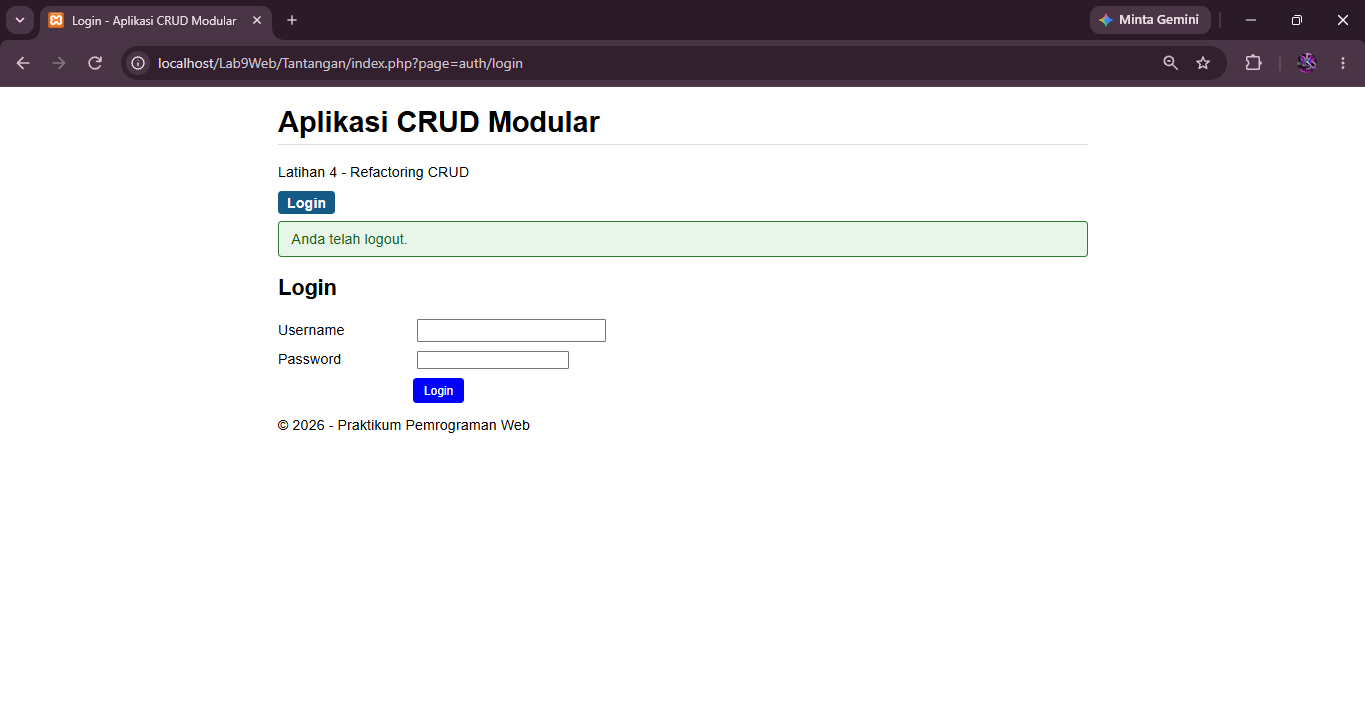 Login - Aplikasi CRUD Modular
Minta Gemini
localhost/Lab9Web/Tantangan/index.php?page=auth/login
Aplikasi CRUD Modular
Latihan 4 - Refactoring CRUD
Login
Anda telah logout.
Login
Username
Password
Login
© 2026 - Praktikum Pemrograman Web